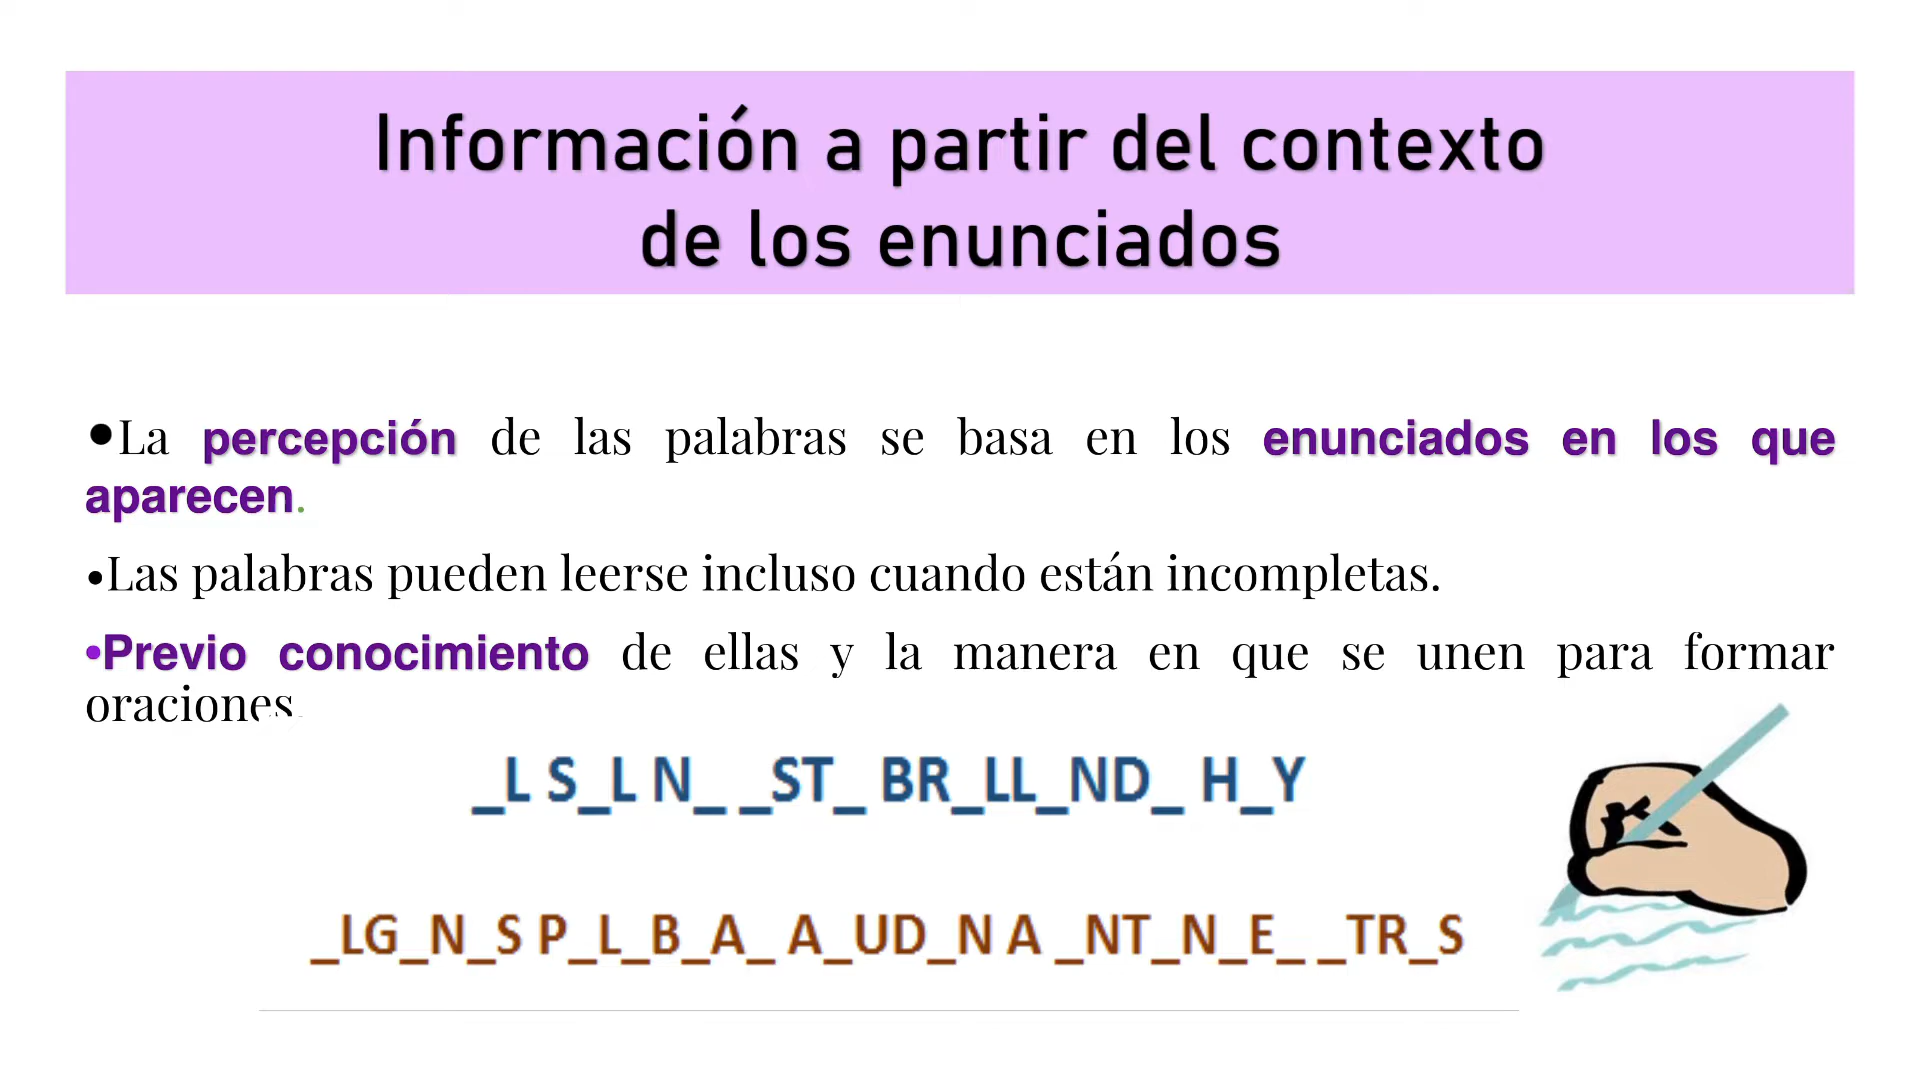 Información a partir del contexto
de los enunciados
•La percepción de las palabras se basa en los enunciados en los que
aparecen.
•Las palabras pueden leerse incluso cuando están incompletas.
•Previo conocimiento de ellas y la manera en que se unen para formar
oraciones.
_L S_L N_ _ST_ BR_LL_ND_ H_Y
_LG_N_S P_L_B_A_ A_UD_N A _NT_N_E_ _TR_S